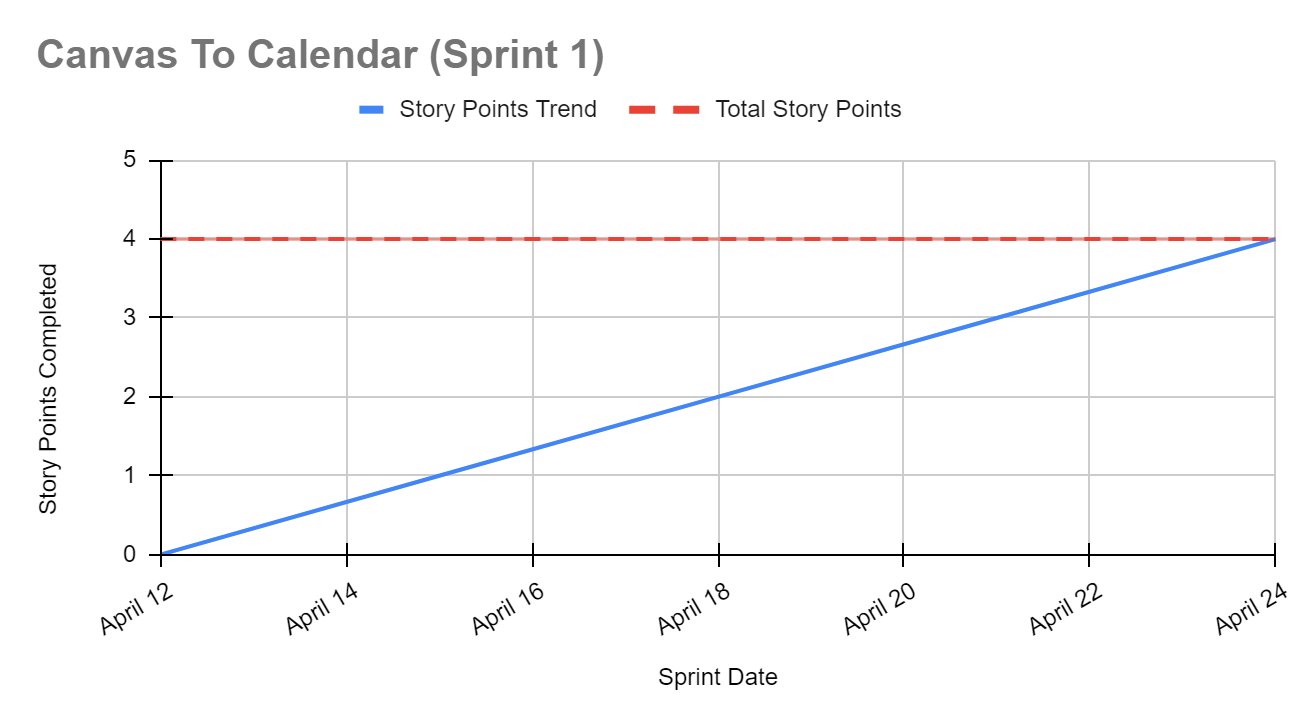 Canvas To Calendar (Sprint 1)
Story Points Trend
Total Story Points
Story Points Completed
5
4
3
2
1
0
April 12
April 14
April 16
April 18
April 20
April 22
April 24
Sprint Date